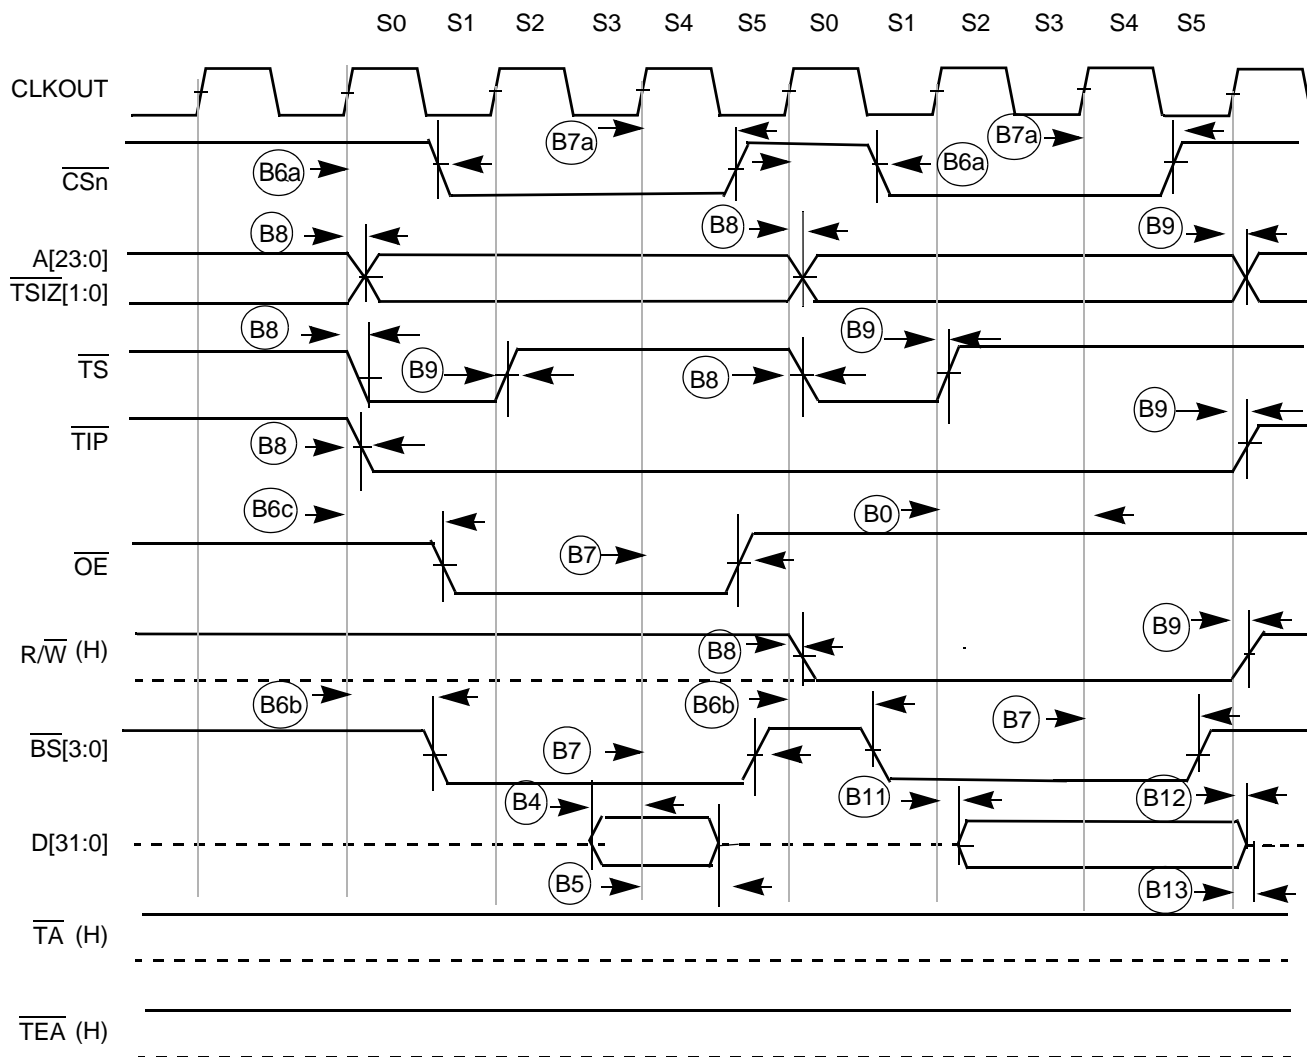 S0 S1 S2 S3 S4 S5 S0 S1 S2 S3 S4 S5
CLKOUT
B7a B7a
B6a B6a
CSn
B8 B8 B9
A[23:0]
TSIZ[1:0]
B8 B9
TS
B9 B8
B9
TIP
B8
B6c B0
OE
B7
B9
R/W (H)
B8
B6b B6b
B7
BS[3:0]
B7
B4 B11 B12
D[31:0]
B5 B13
TA (H)
TEA (H)